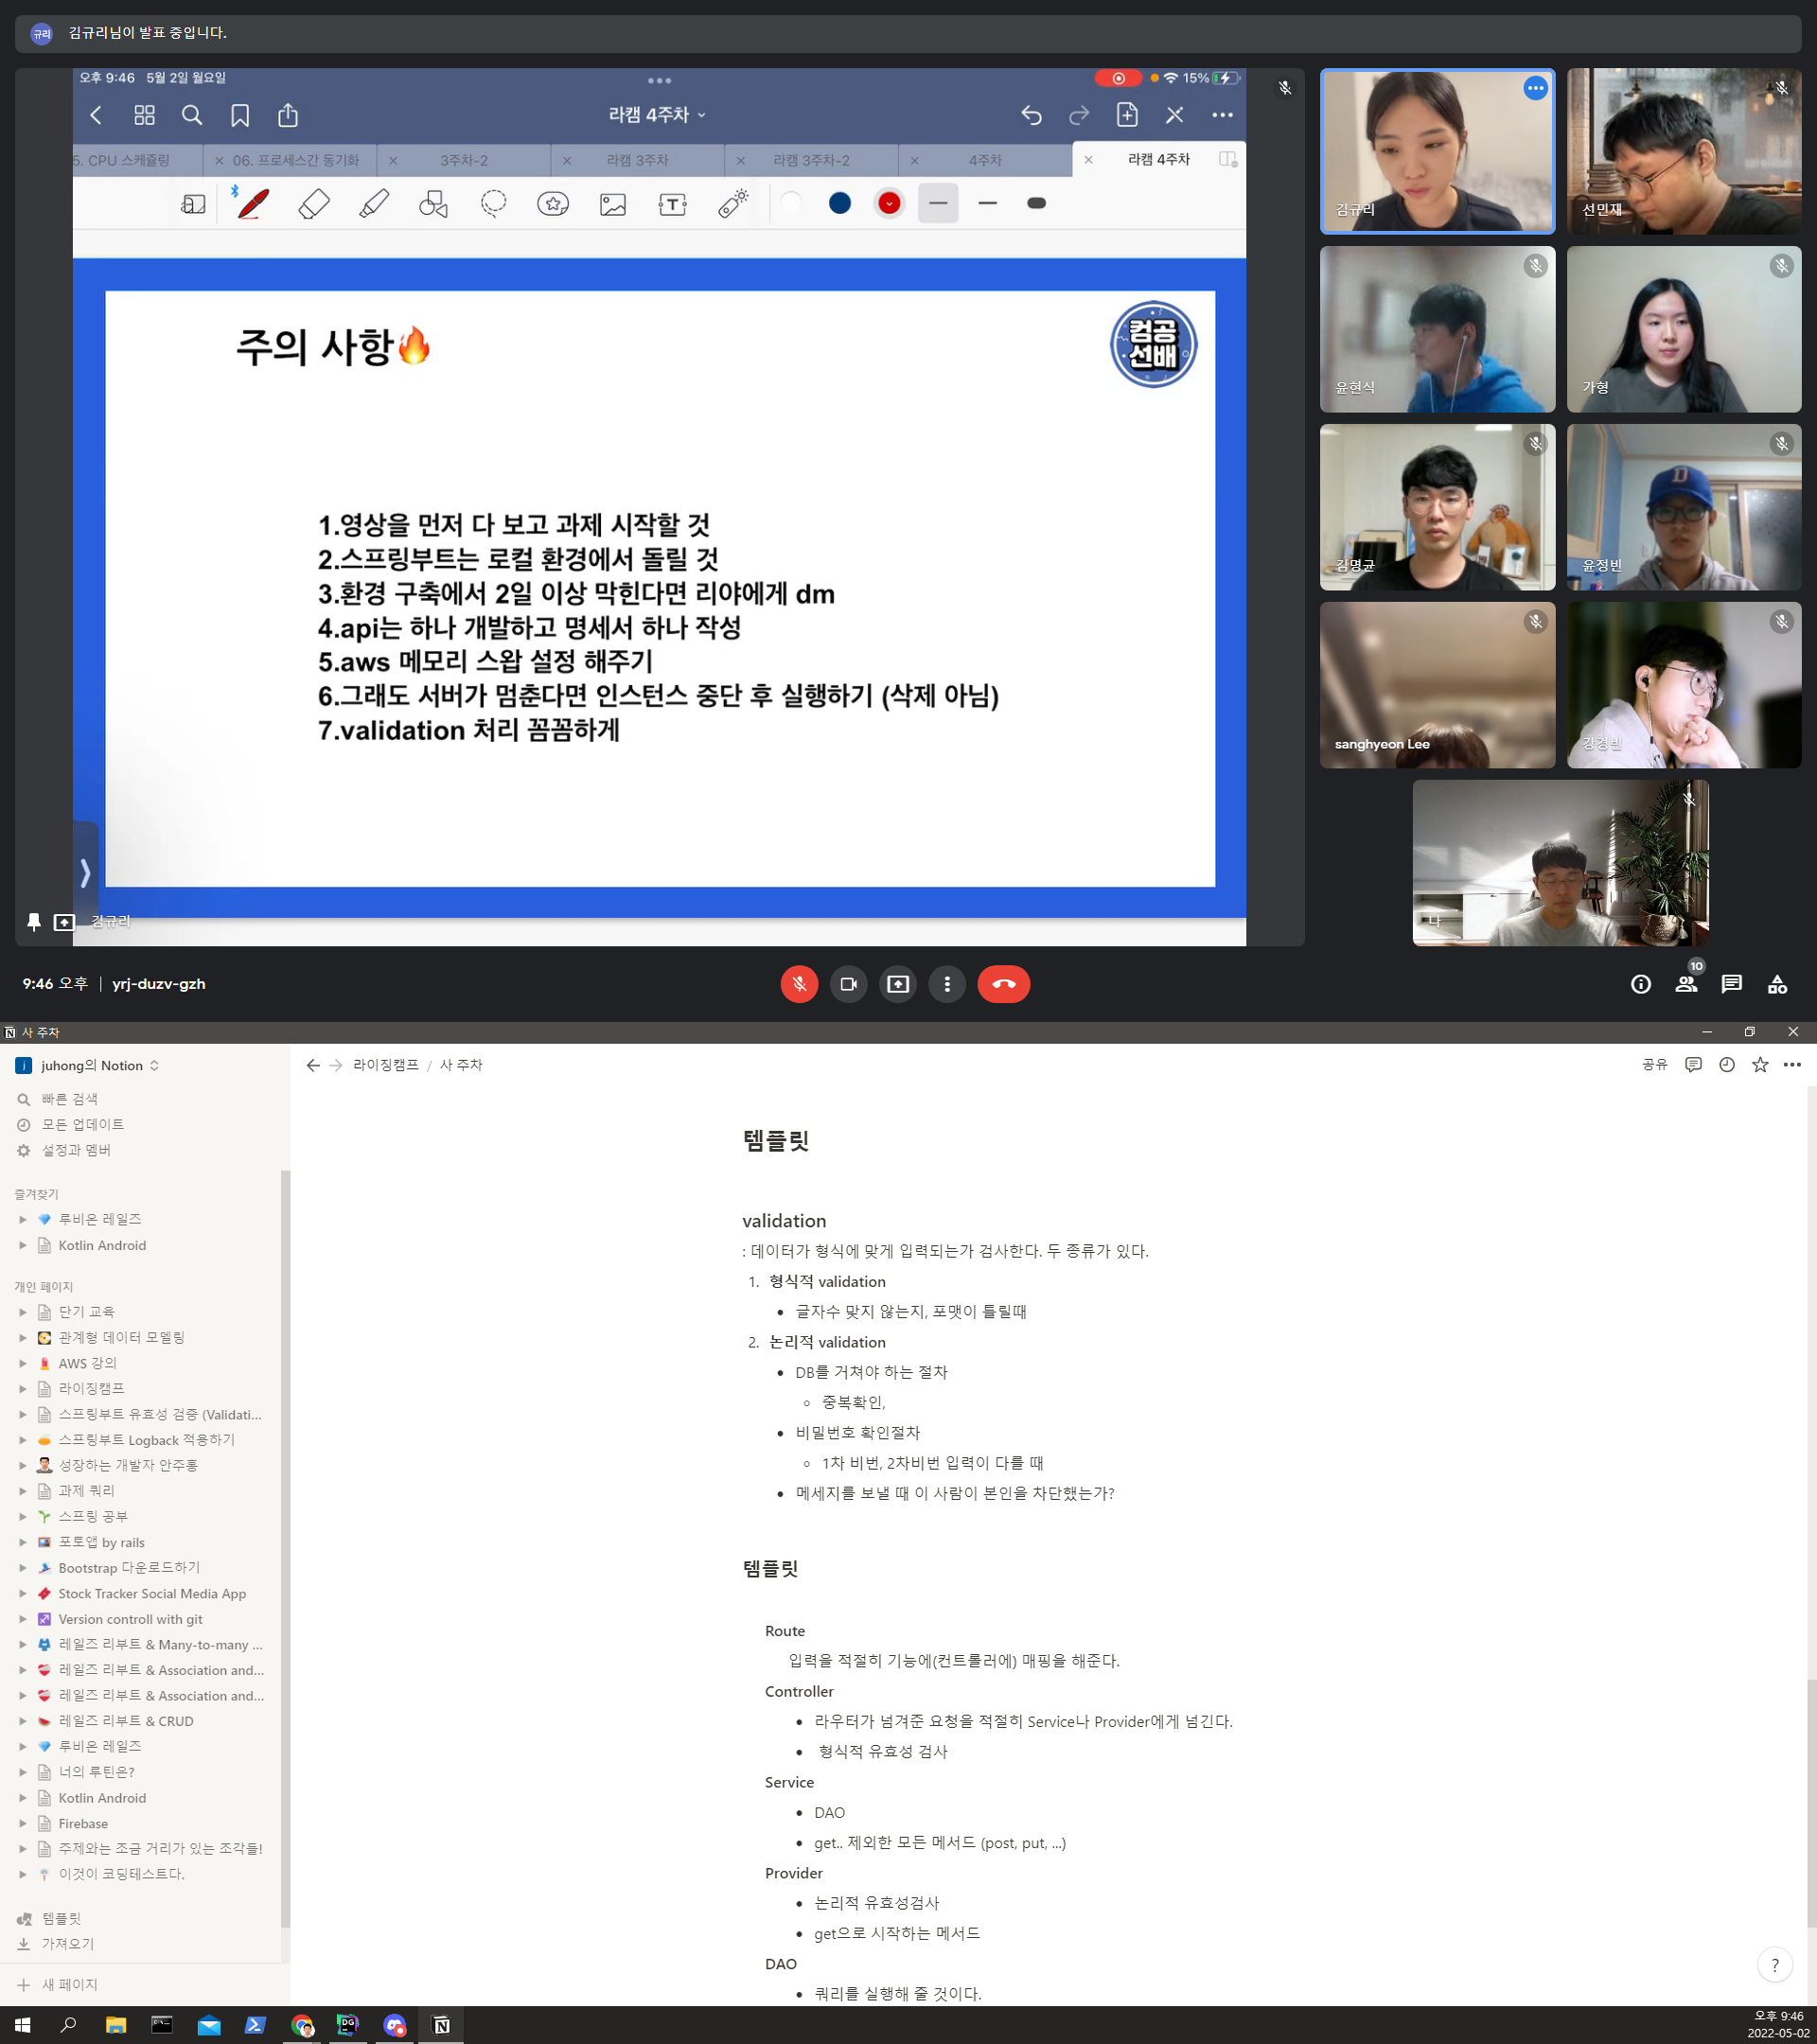 규리 김규리님이 발표 중입니다.
오후 9:46 5월 2일 월요일
15%
라캠 4주차
5. CPU 스케줄링
06. 프로세스간 동기화
3주차-2
라캠 3주차
라캠 3주차-2
4주차
라캠 4주차
주의 사항🔥
컴공
선배
1.영상을 먼저 다 보고 과제 시작할 것
2.스프링부트는 로컬 환경에서 돌릴 것
3.환경 구축에서 2일 이상 막힌다면 리야에게 dm
4.api는 하나 개발하고 명세서 하나 작성
5.aws 메모리 스왑 설정 해주기
6.그래도 서버가 멈춘다면 인스턴스 중단 후 실행하기 (삭제 아님)
7.validation 처리 꼼꼼하게
김규리
김규리
선민재
윤현식
가형
김명균
D
윤정빈
sanghyeon Lee
강경빈
나
9:46 오후 | yrj-duzv-gzh
10
사 주차
j juhong의 Notion
빠른 검색
모든 업데이트
설정과 멤버
즐겨찾기
루비온 레일즈
Kotlin Android
개인 페이지
단기 교육
관계형 데이터 모델링
AWS 강의
라이징캠프
스프링부트 유효성 검증 (Validati...
스프링부트 Logback 적용하기
성장하는 개발자 안주홍
과제 쿼리
스프링 공부
포토앱 by rails
Bootstrap 다운로드하기
Stock Tracker Social Media App
Version controll with git
레일즈 리부트 & Many-to-many ...
레일즈 리부트 & Association and...
레일즈 리부트 & Association and...
레일즈 리부트 & CRUD
루비온 레일즈
너의 루틴은?
Kotlin Android
Firebase
주제와는 조금 거리가 있는 조각들!
이것이 코딩테스트다.
템플릿
가져오기
새 페이지
라이징캠프 / 사 주차
공유
템플릿
validation
: 데이터가 형식에 맞게 입력되는가 검사한다. 두 종류가 있다.
1. 형식적 validation
• 글자수 맞지 않는지, 포맷이 틀릴때
2. 논리적 validation
• DB를 거쳐야 하는 절차
◦ 중복확인,
• 비밀번호 확인절차
◦ 1차 비번, 2차비번 입력이 다를 때
• 메세지를 보낼 때 이 사람이 본인을 차단했는가?
템플릿
Route
입력을 적절히 기능에(컨트롤러에) 매핑을 해준다.
Controller
• 라우터가 넘겨준 요청을 적절히 Service나 Provider에게 넘긴다.
• 형식적 유효성 검사
Service
• DAO
• get.. 제외한 모든 메서드 (post, put, ...)
Provider
• 논리적 유효성검사
• get으로 시작하는 메서드
DAO
• 쿼리를 실행해 줄 것이다.
?
DG
오후 9:46
2022-05-02